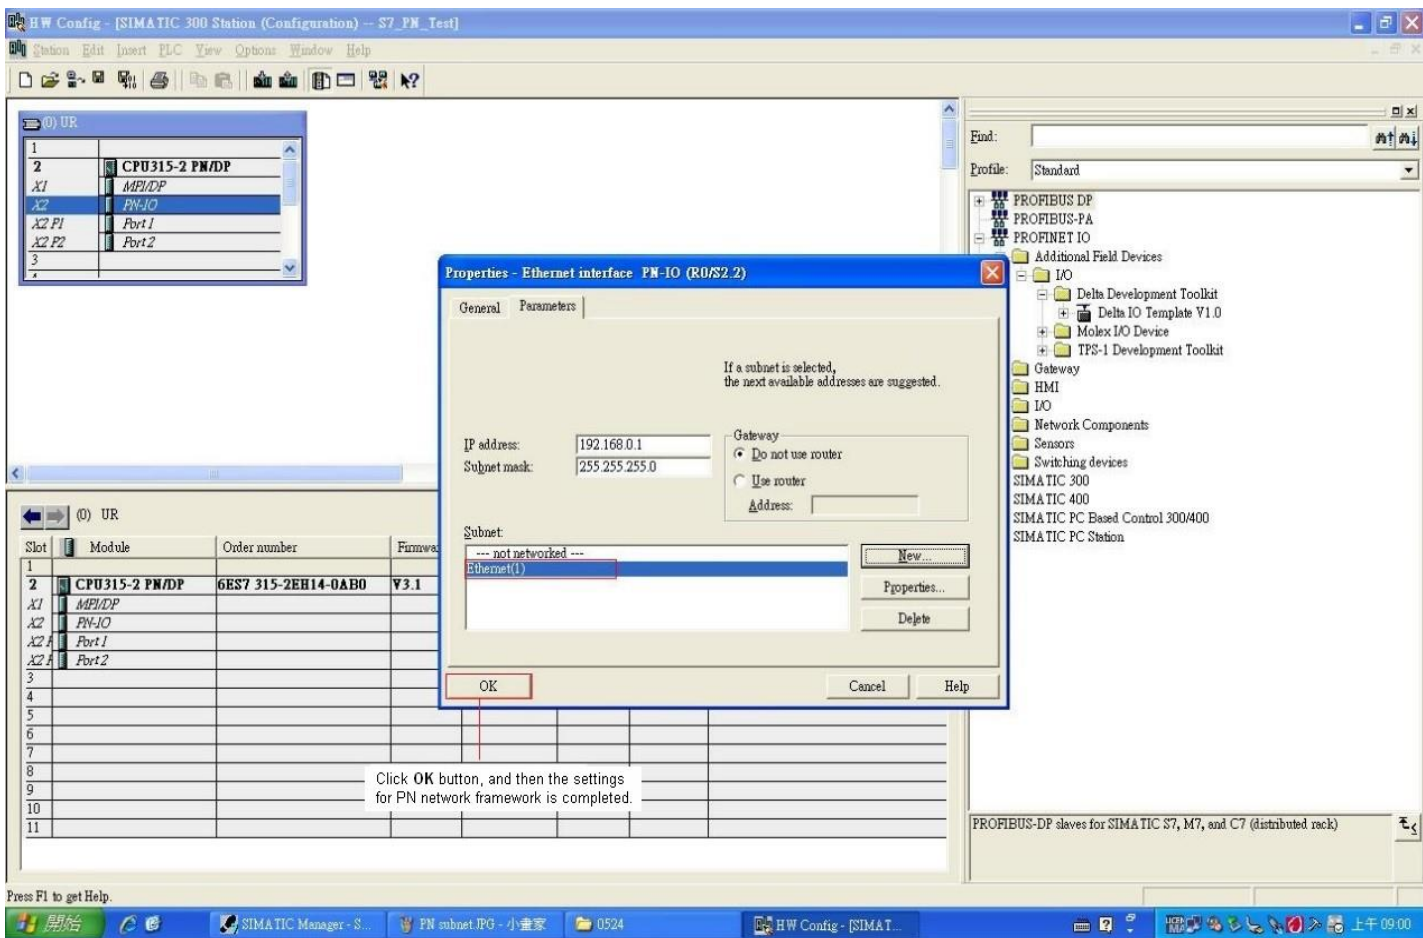 HW Config - [SIMATIC 300 Station (Configuration) -- S7_PN_Test]
Station Edit Insert PLC View Options Window Help
(0) UR
1
2 CPU315-2 PN/DP
X1 MPI/DP
X2 PN-IO
X2 P1 Port 1
X2 P2 Port 2
3
4
Find:
Profile: Standard
PROFIBUS DP
PROFIBUS-PA
PROFINET IO
Additional Field Devices
I/O
Delta Development Toolkit
Delta IO Template V1.0
Molex I/O Device
TPS-1 Development Toolkit
Gateway
HMI
I/O
Network Components
Sensors
Switching devices
SIMATIC 300
SIMATIC 400
SIMATIC PC Based Control 300/400
SIMATIC PC Station
Properties - Ethernet interface PN-IO (R0/S2.2)
General Parameters
If a subnet is selected,
the next available addresses are suggested.
IP address: 192.168.0.1
Subnet mask: 255.255.255.0
Gateway
Do not use router
Use router
Address:
Subnet:
--- not networked ---
Ethernet(1)
New...
Properties...
Delete
OK Cancel Help
(0) UR
Slot Module Order number Firmwa
1
2 CPU315-2 PN/DP 6ES7 315-2EH14-0AB0 V3.1
X1 MPI/DP
X2 PN-IO
X2 P Port 1
X2 P Port 2
3
4
5
6
7
8
9
10
11
Click OK button, and then the settings
for PN network framework is completed.
PROFIBUS-DP slaves for SIMATIC S7, M7, and C7 (distributed rack)
Press F1 to get Help.
開始 SIMATIC Manager - S... PN subnet.JPG - 小畫家 0524 HW Config - [SIMAT... 上午 09:00